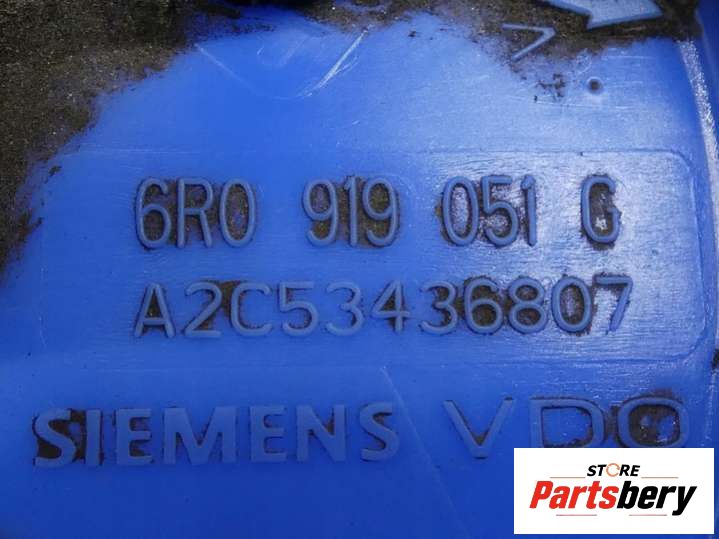 6R0 919 051 G
A2C53436807
SIEMENS VDO
STORE
Partsbery